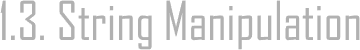 1.3. String Manipulation